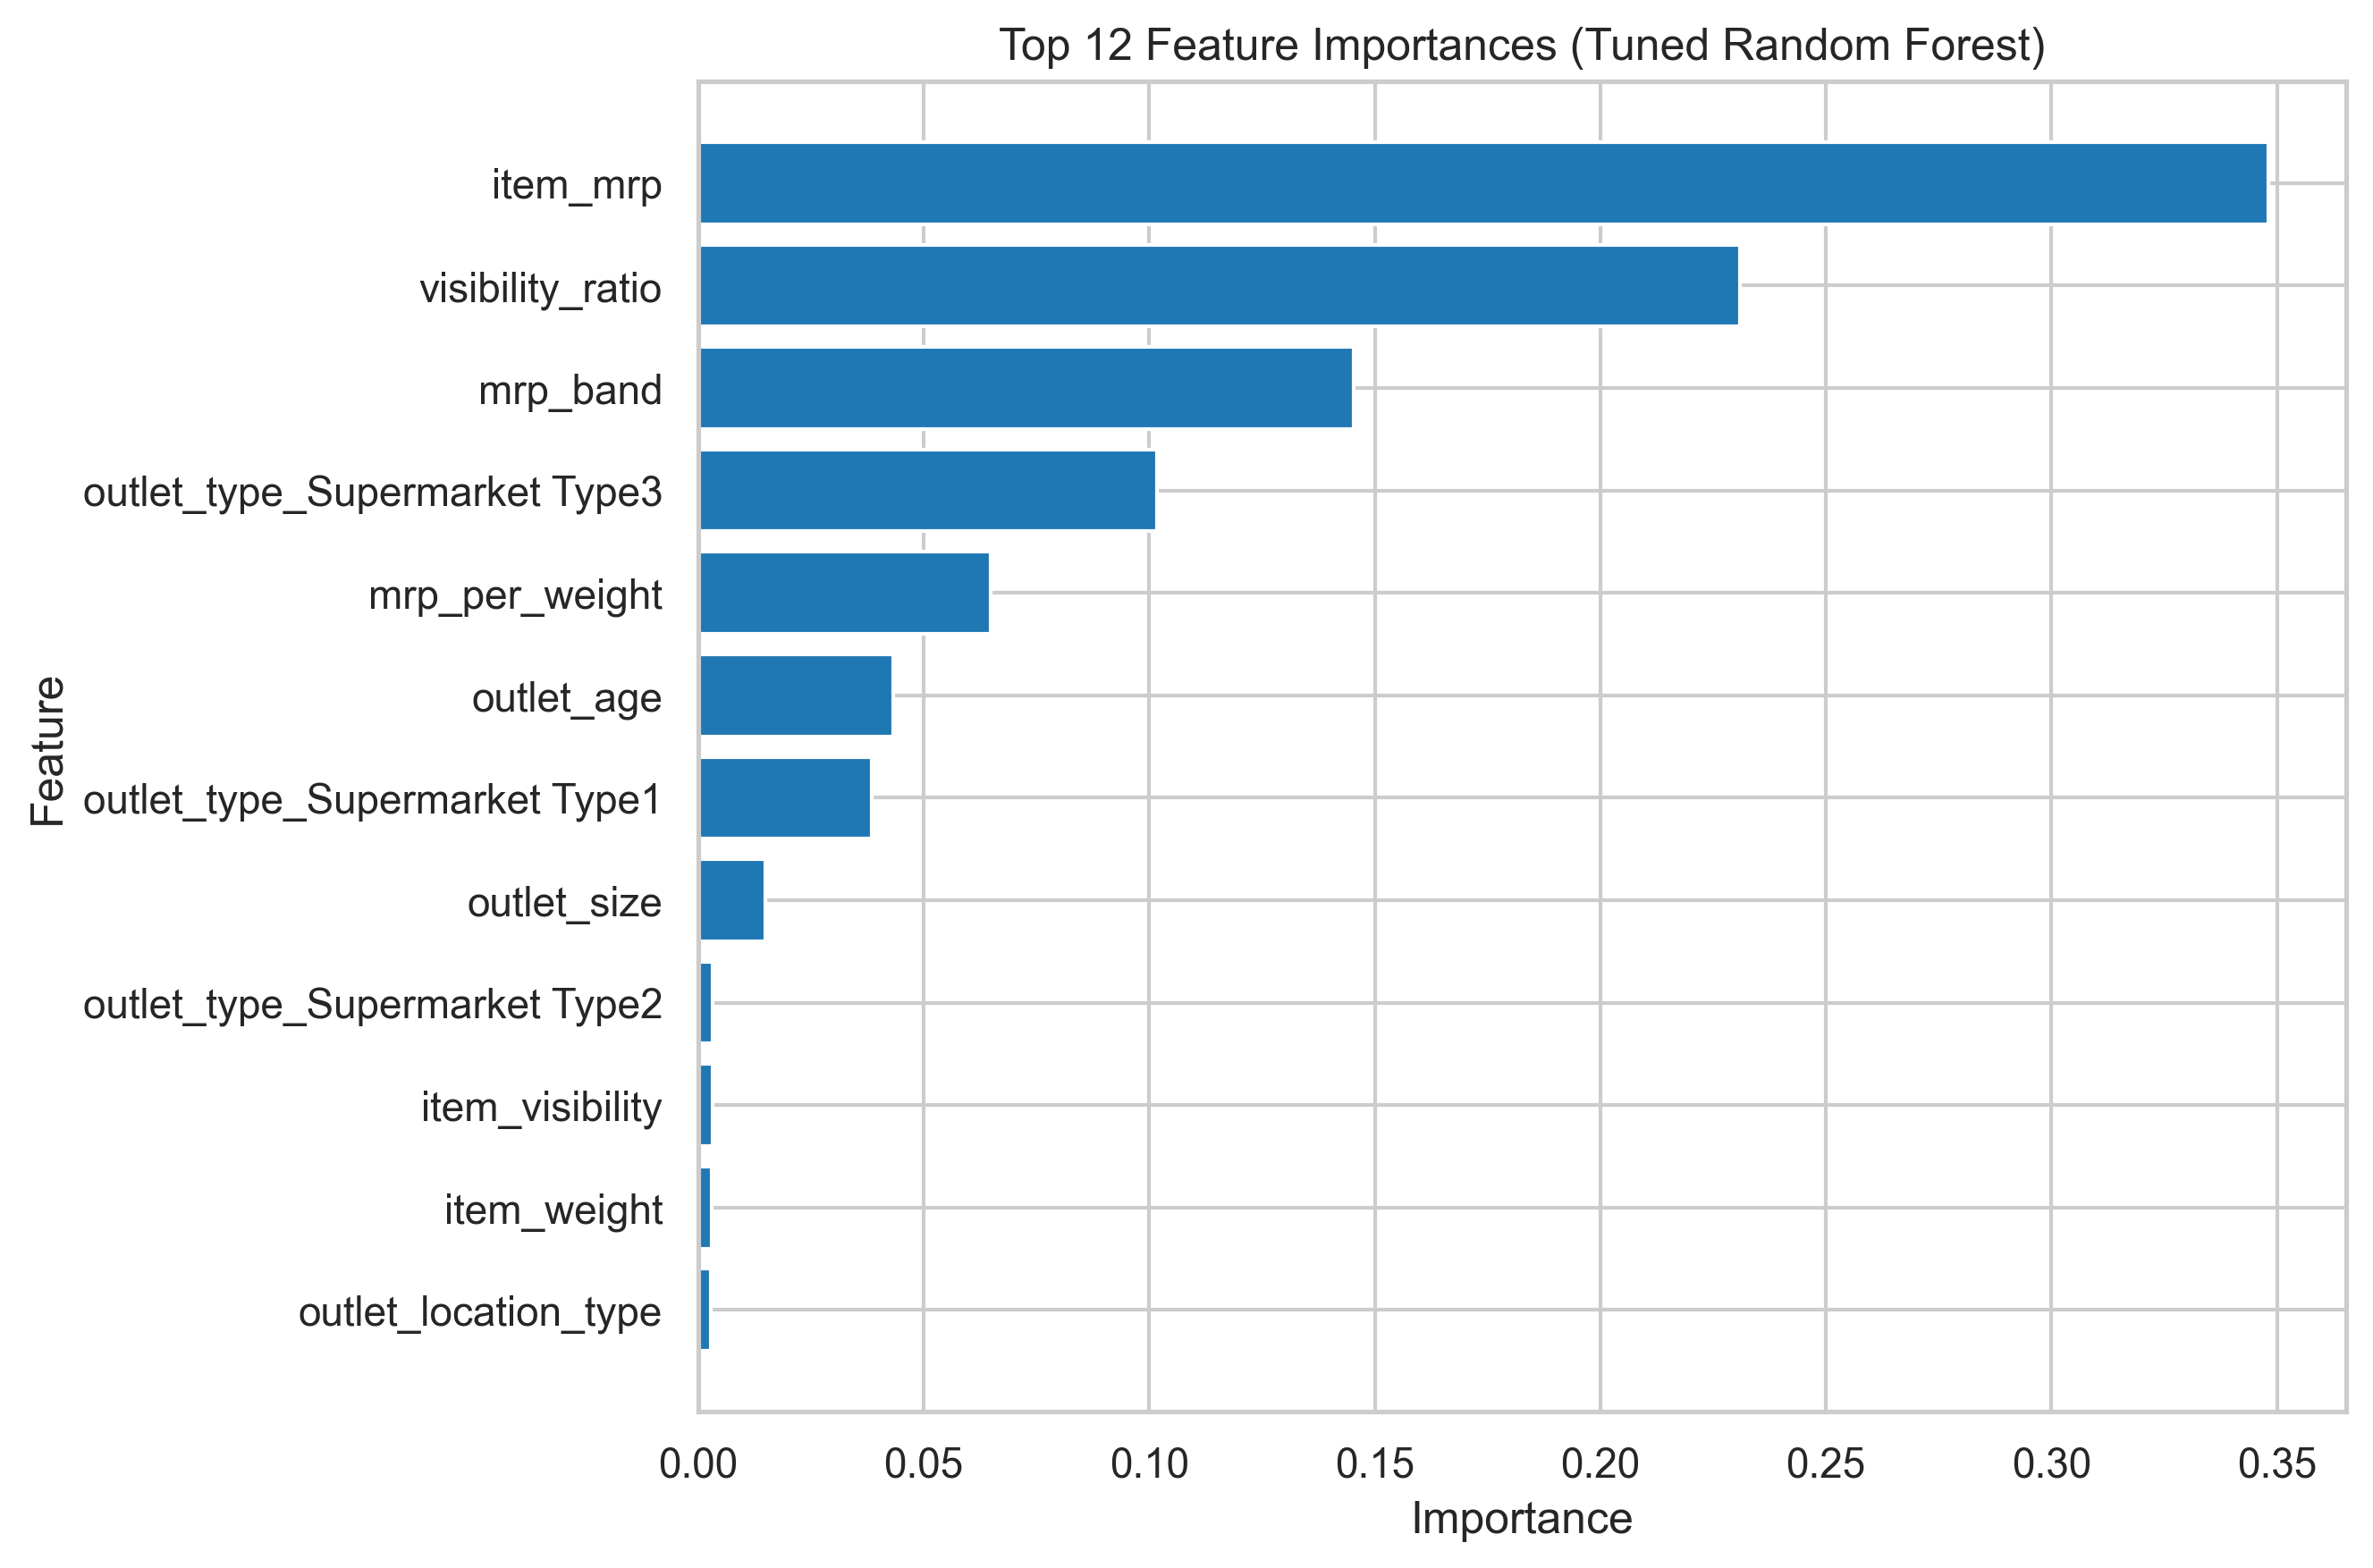 Top 12 Feature Importances (Tuned Random Forest)
item_mrp
visibility_ratio
mrp_band
outlet_type_Supermarket Type3
mrp_per_weight
outlet_age
outlet_type_Supermarket Type1
outlet_size
outlet_type_Supermarket Type2
item_visibility
item_weight
outlet_location_type
Feature
0.00 0.05 0.10 0.15 0.20 0.25 0.30 0.35
Importance